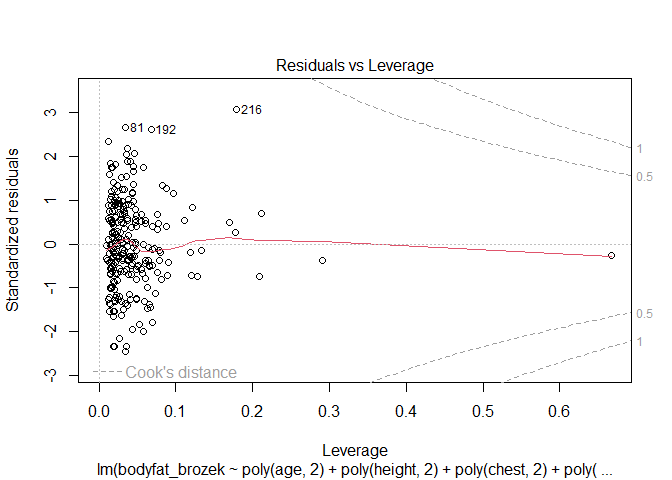 Residuals vs Leverage
Standardized residuals
3
2
1
0
-1
-2
-3
216
81
192
1
0.5
0.5
1
Cook's distance
0.0 0.1 0.2 0.3 0.4 0.5 0.6
Leverage
lm(bodyfat_brozek ~ poly(age, 2) + poly(height, 2) + poly(chest, 2) + poly( ...